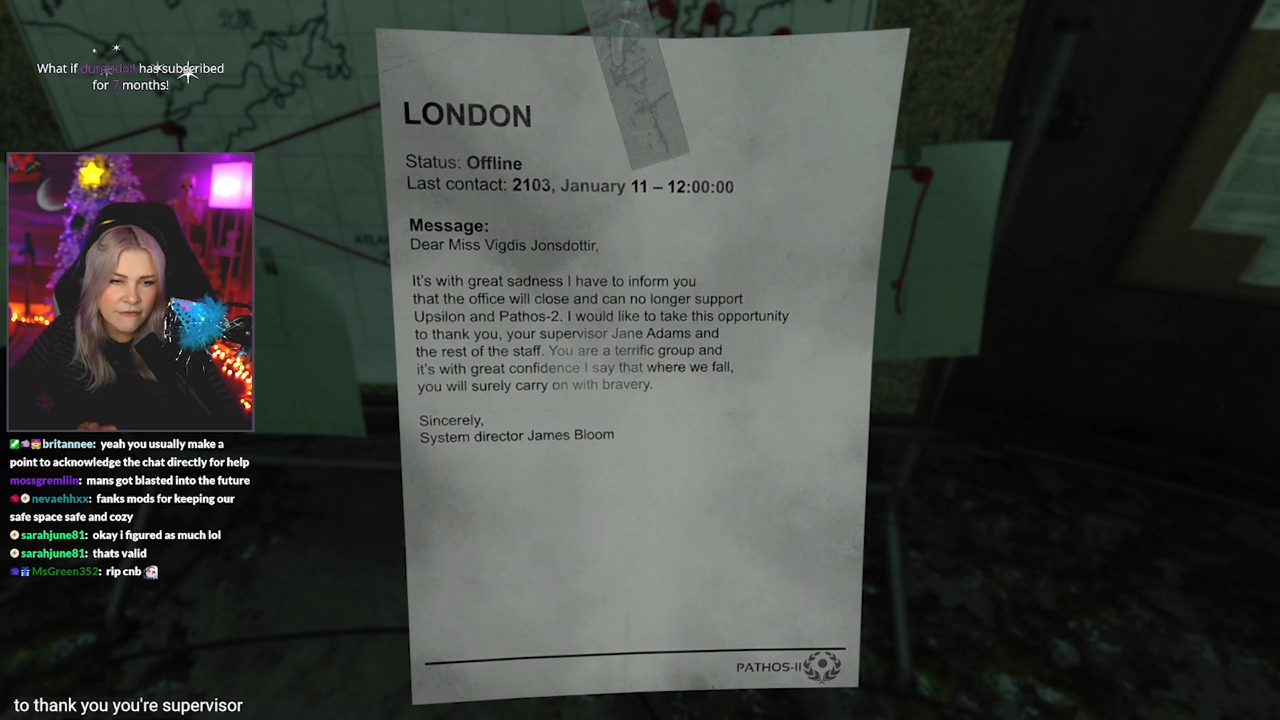 北美
What if durandoll has subscribed
for 7 months!
LONDON
Status: Offline
Last contact: 2103, January 11 – 12:00:00
Message:
Dear Miss Vigdis Jonsdottir,
It's with great sadness I have to inform you
that the office will close and can no longer support
Upsilon and Pathos-2. I would like to take this opportunity
to thank you, your supervisor Jane Adams and
the rest of the staff. You are a terrific group and
it's with great confidence I say that where we fall,
you will surely carry on with bravery.
Sincerely,
System director James Bloom
PATHOS-II
britannee: yeah you usually make a
point to acknowledge the chat directly for help
mossgremliin: mans got blasted into the future
nevaehhxx: fanks mods for keeping our
safe space safe and cozy
sarahjune81: okay i figured as much lol
sarahjune81: thats valid
MsGreen352: rip cnb
to thank you you're supervisor